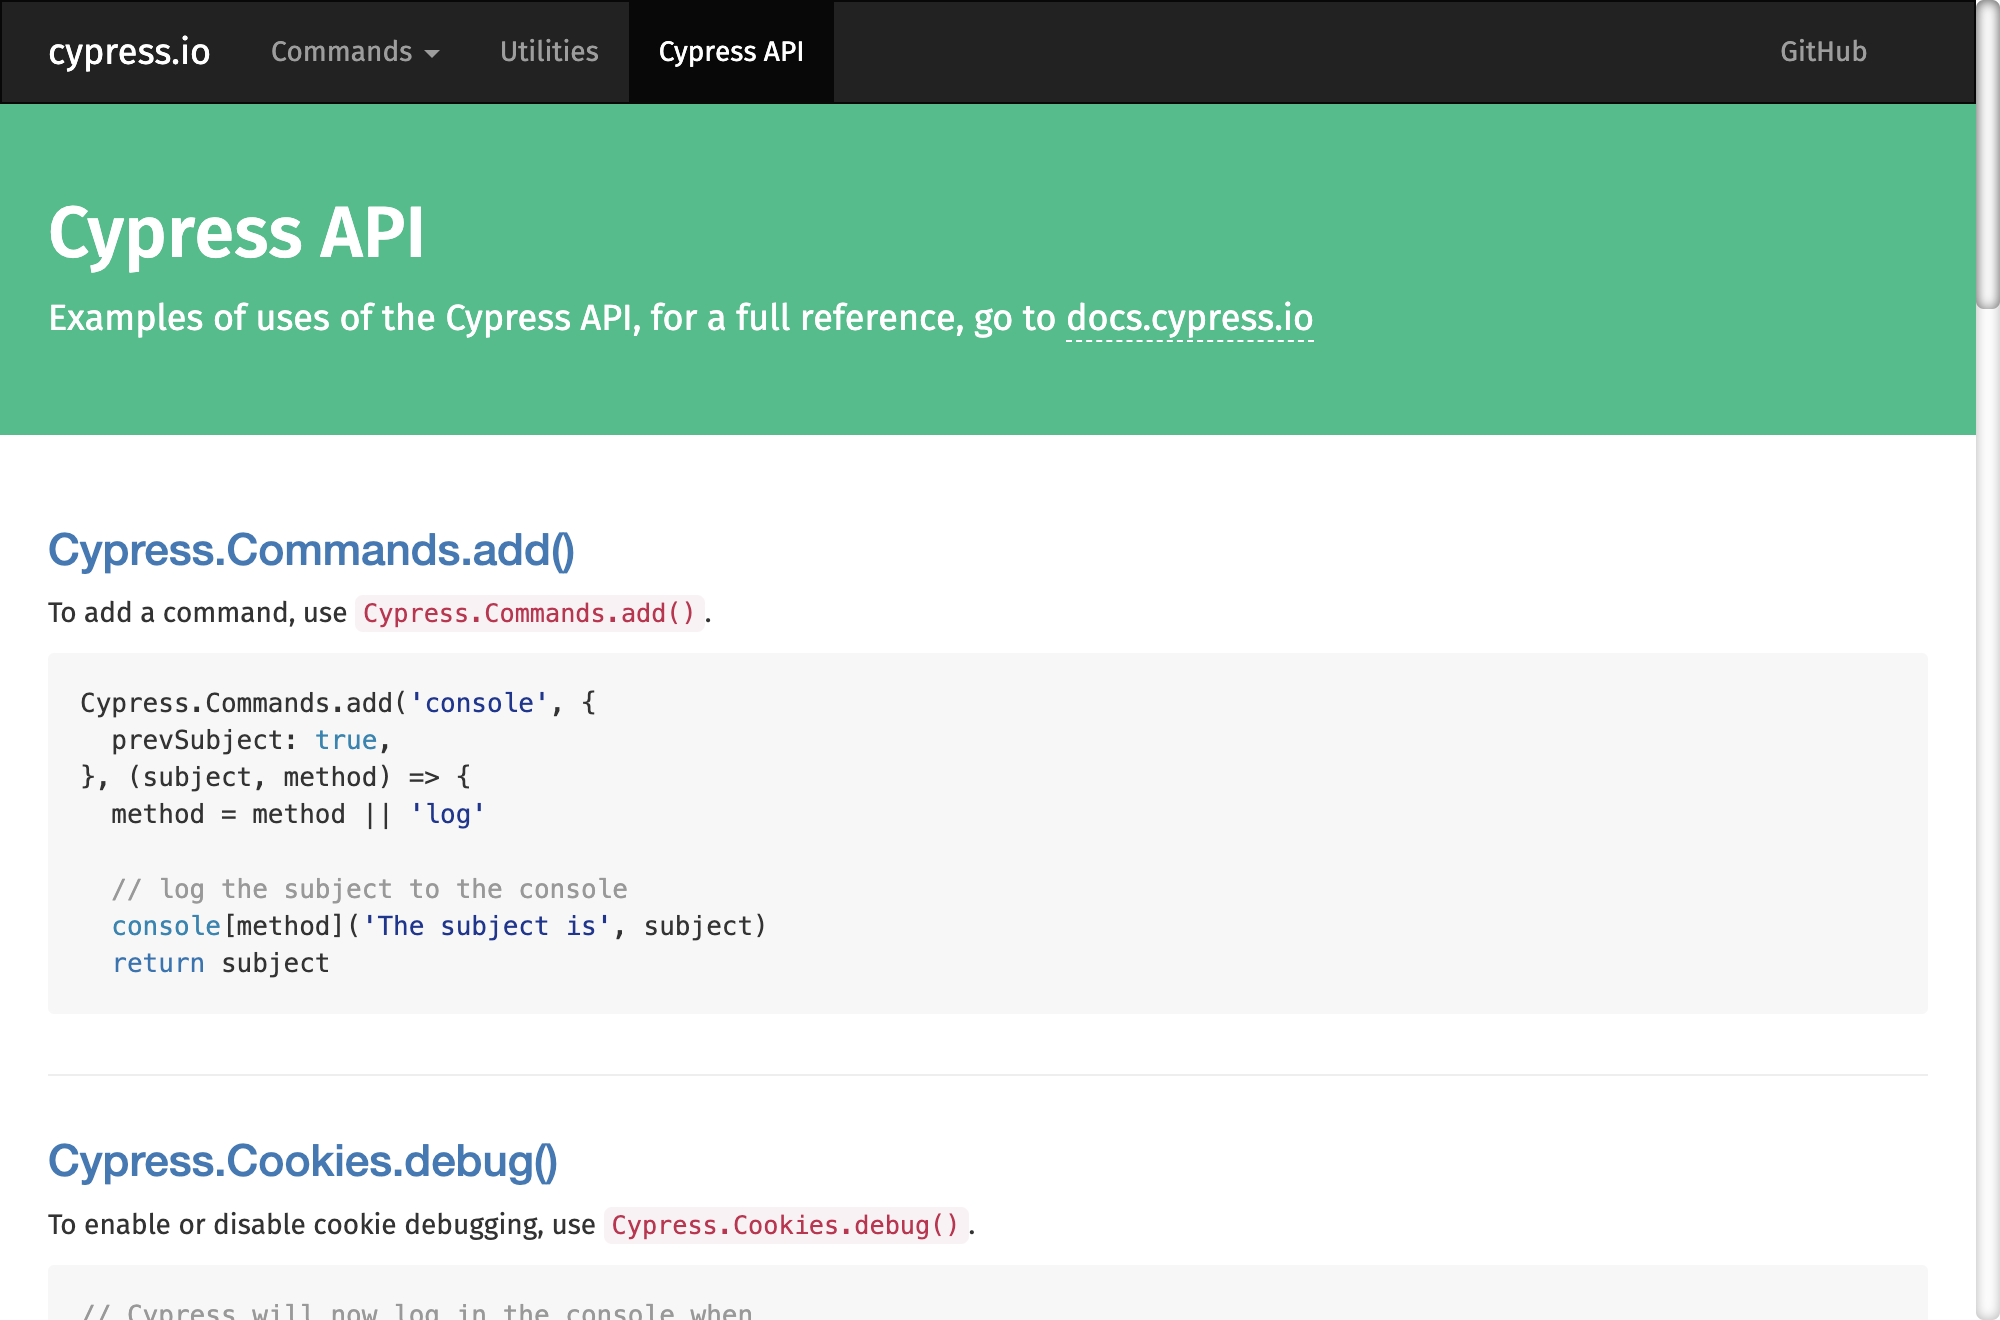 cypress.io Commands Utilities Cypress API GitHub
Cypress API
Examples of uses of the Cypress API, for a full reference, go to docs.cypress.io
Cypress.Commands.add()
To add a command, use Cypress.Commands.add().
Cypress.Commands.add('console', {
  prevSubject: true,
}, (subject, method) => {
  method = method || 'log'

  // log the subject to the console
  console[method]('The subject is', subject)
  return subject
Cypress.Cookies.debug()
To enable or disable cookie debugging, use Cypress.Cookies.debug().
// Cypress will now log in the console when